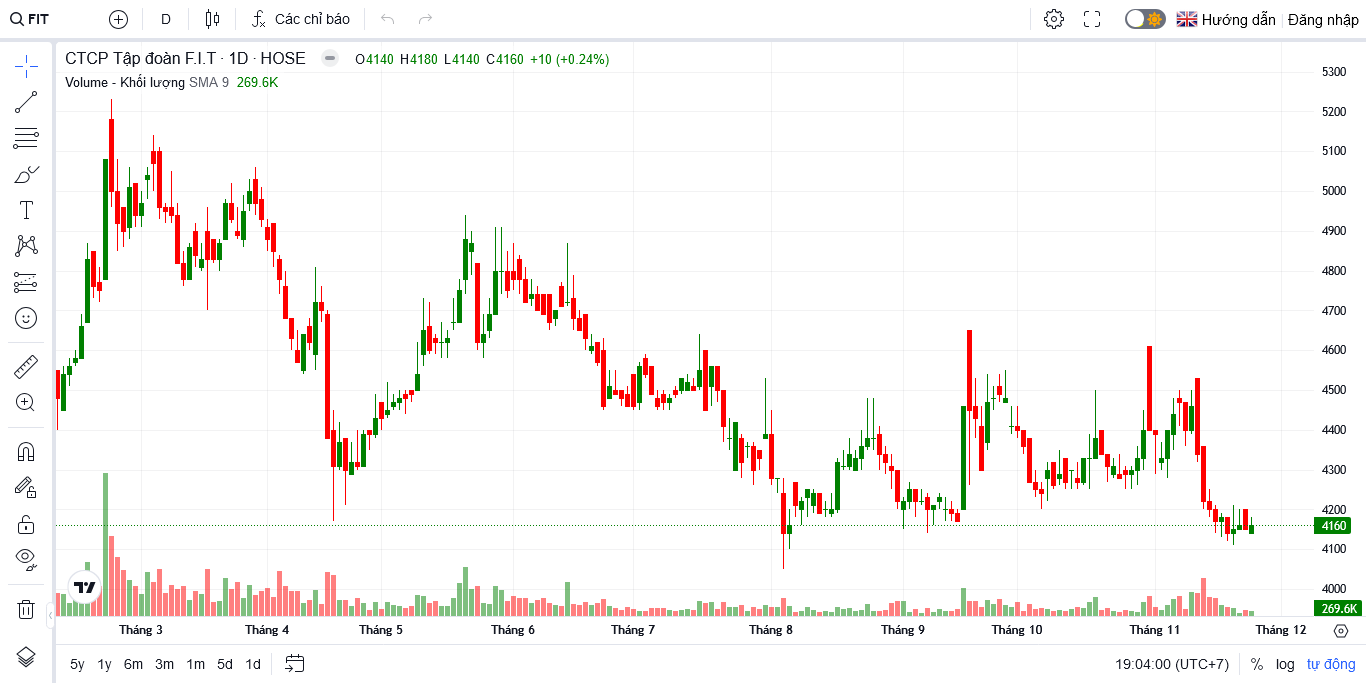 FIT
D
Các chỉ báo
Hướng dẫn
Đăng nhập
CTCP Tập đoàn F.I.T · 1D · HOSE
O4140 H4180 L4140 C4160 +10 (+0.24%)
Volume - Khối lượng SMA 9 269.6K
5300
5200
5100
5000
4900
4800
4700
4600
4500
4400
4300
4200
4160
4100
4000
269.6K
Tháng 3 Tháng 4 Tháng 5 Tháng 6 Tháng 7 Tháng 8 Tháng 9 Tháng 10 Tháng 11 Tháng 12
5y 1y 6m 3m 1m 5d 1d
19:04:00 (UTC+7) % log tự động